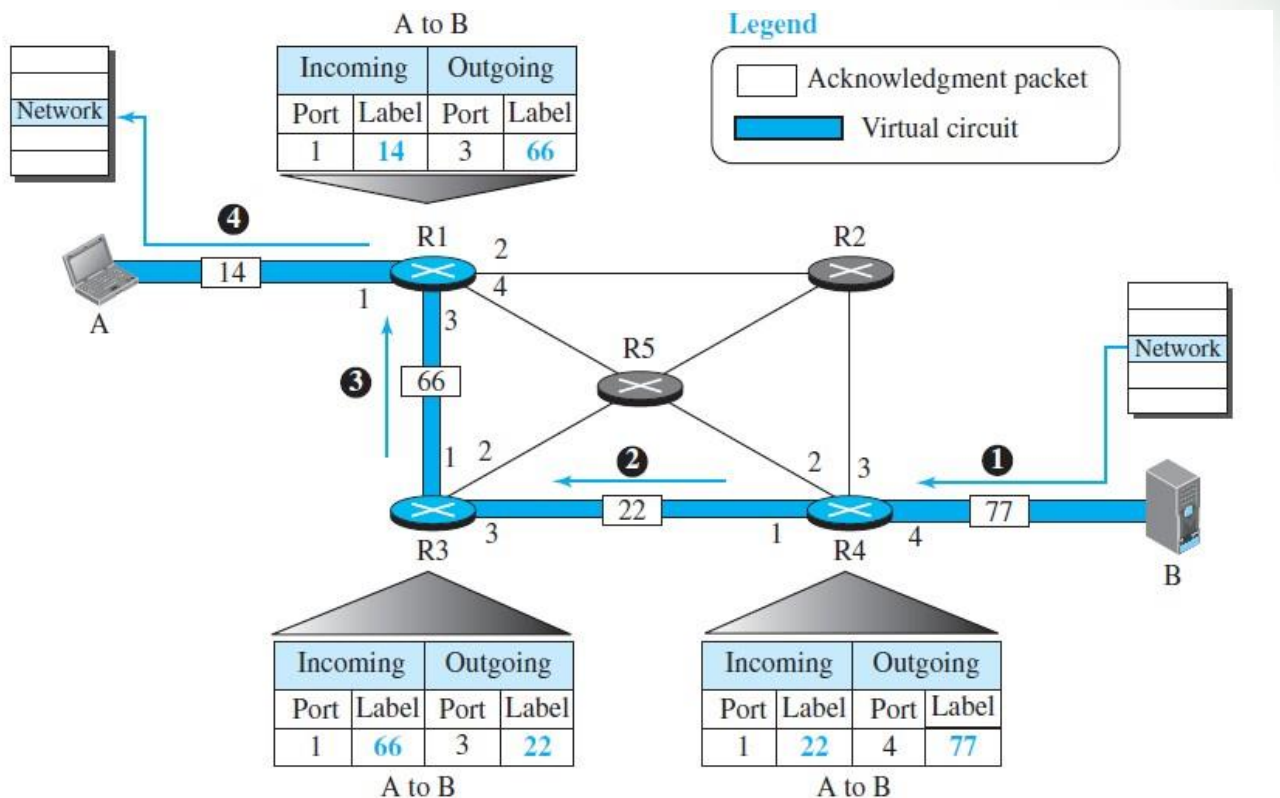 A to B
Incoming Outgoing
Port Label Port Label
1 14 3 66
Legend
Acknowledgment packet
Virtual circuit
Network
4
R1
2
R2
14
1
4
A
3
R5
Network
3
66
1
2
2
2
3
1
22
77
3
1
4
R3
R4
B
Incoming Outgoing
Port Label Port Label
1 66 3 22
A to B
Incoming Outgoing
Port Label Port Label
1 22 4 77
A to B